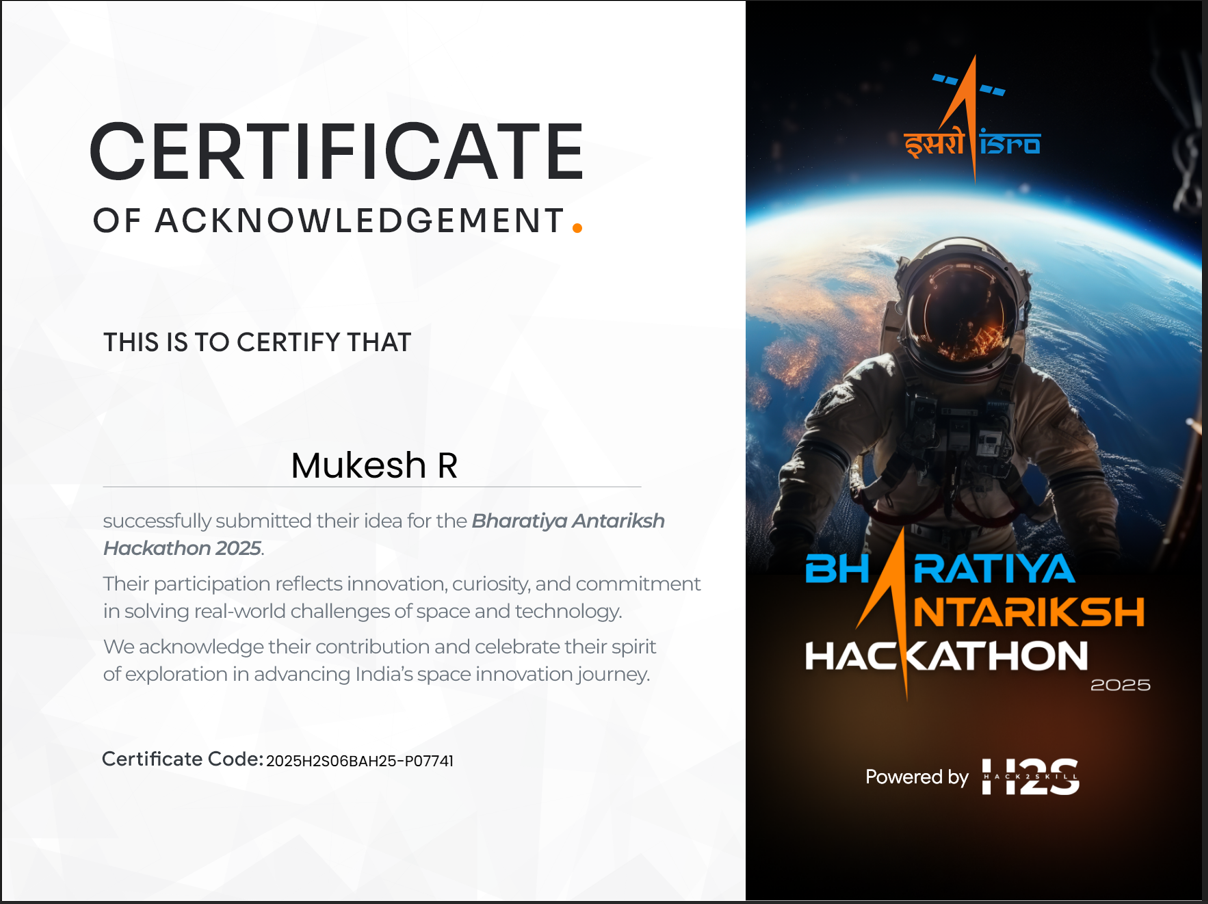 CERTIFICATE
OF ACKNOWLEDGEMENT.
THIS IS TO CERTIFY THAT
Mukesh R
successfully submitted their idea for the Bharatiya Antariksh
Hackathon 2025.
Their participation reflects innovation, curiosity, and commitment
in solving real-world challenges of space and technology.
We acknowledge their contribution and celebrate their spirit
of exploration in advancing India's space innovation journey.
Certificate Code: 2025H2S06BAH25-P07741
इसरो isro
BHARATIYA
ANTARIKSH
HACKATHON
2025
Powered by H2S
HACK2SKILL